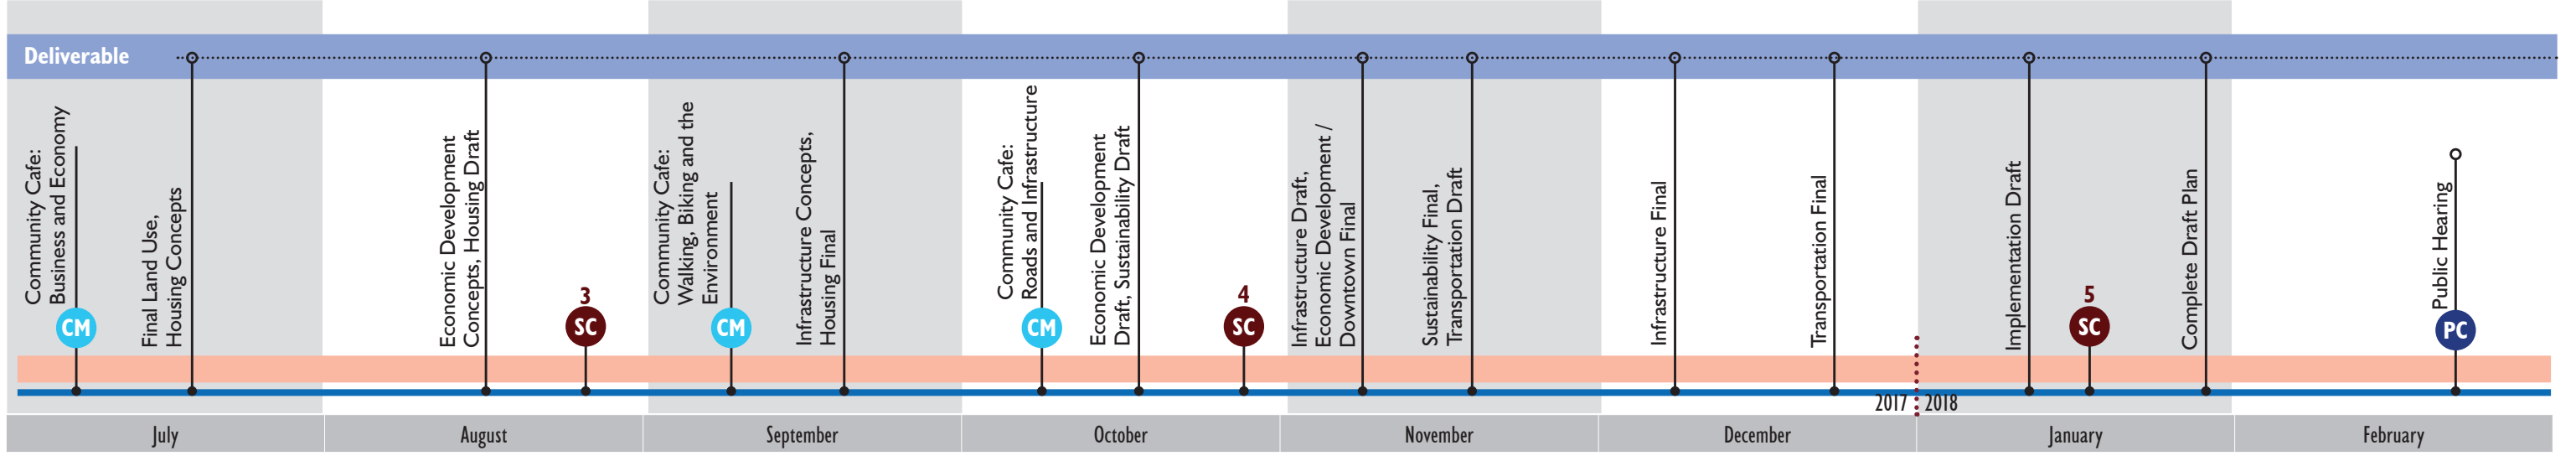 Deliverable
Community Cafe:
Business and Economy
CM
Final Land Use,
Housing Concepts
Economic Development
Concepts, Housing Draft
3
SC
Community Cafe:
Walking, Biking and the
Environment
CM
Infrastructure Concepts,
Housing Final
Community Cafe:
Roads and Infrastructure
CM
Economic Development
Draft, Sustainability Draft
4
SC
Infrastructure Draft,
Economic Development /
Downtown Final
Sustainability Final,
Transportation Draft
Infrastructure Final
Transportation Final
Implementation Draft
5
SC
Complete Draft Plan
Public Hearing
PC
2017
2018
July
August
September
October
November
December
January
February